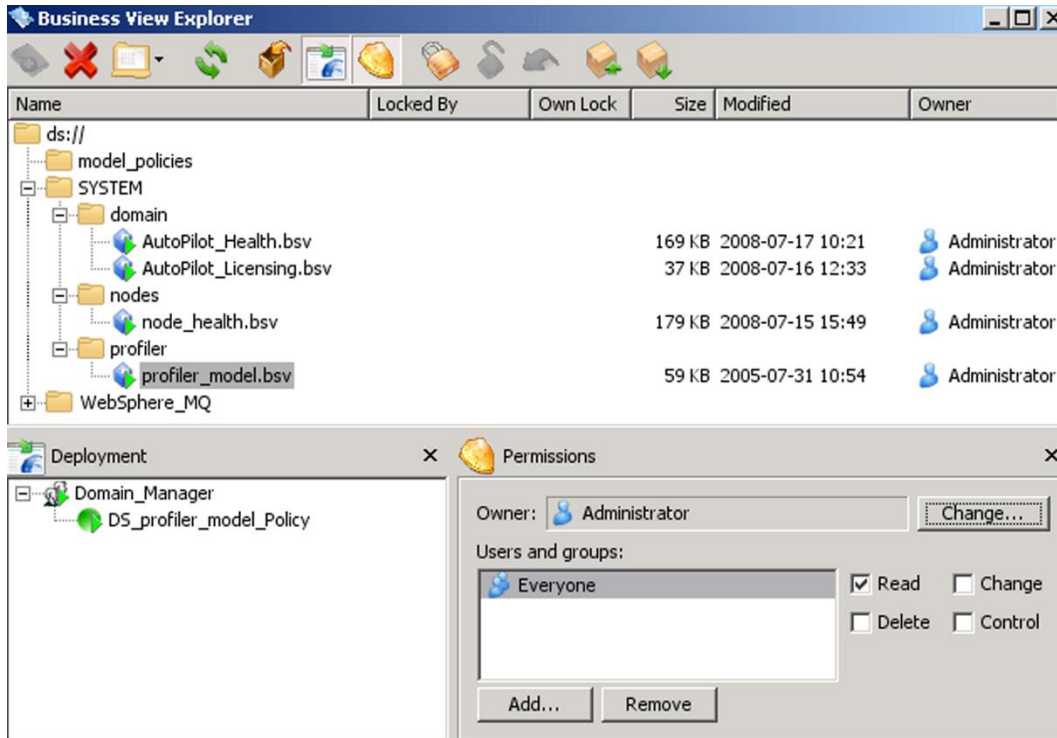 Business View Explorer
Name Locked By Own Lock Size Modified Owner
ds://
model_policies
SYSTEM
domain
AutoPilot_Health.bsv 169 KB 2008-07-17 10:21 Administrator
AutoPilot_Licensing.bsv 37 KB 2008-07-16 12:33 Administrator
nodes
node_health.bsv 179 KB 2008-07-15 15:49 Administrator
profiler
profiler_model.bsv 59 KB 2005-07-31 10:54 Administrator
WebSphere_MQ
Deployment
Domain_Manager
DS_profiler_model_Policy
Permissions
Owner: Administrator Change...
Users and groups:
Everyone
Read Change
Delete Control
Add... Remove